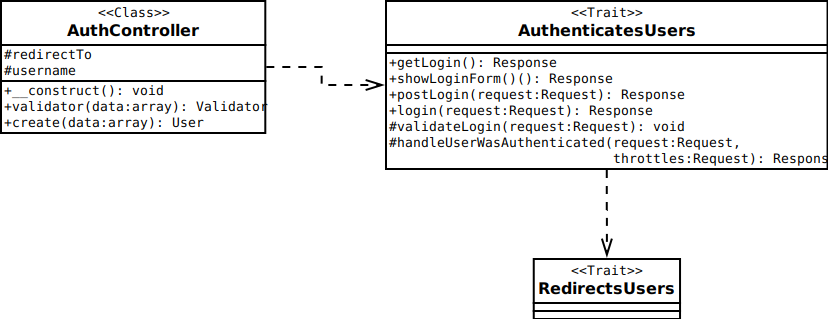 <<Class>>
AuthController
#redirectTo
#username
+__construct(): void
+validator(data:array): Validator
+create(data:array): User
<<Trait>>
AuthenticatesUsers
+getLogin(): Response
+showLoginForm()(): Response
+postLogin(request:Request): Response
+login(request:Request): Response
#validateLogin(request:Request): void
#handleUserWasAuthenticated(request:Request,
throttles:Request): Respons
<<Trait>>
RedirectsUsers